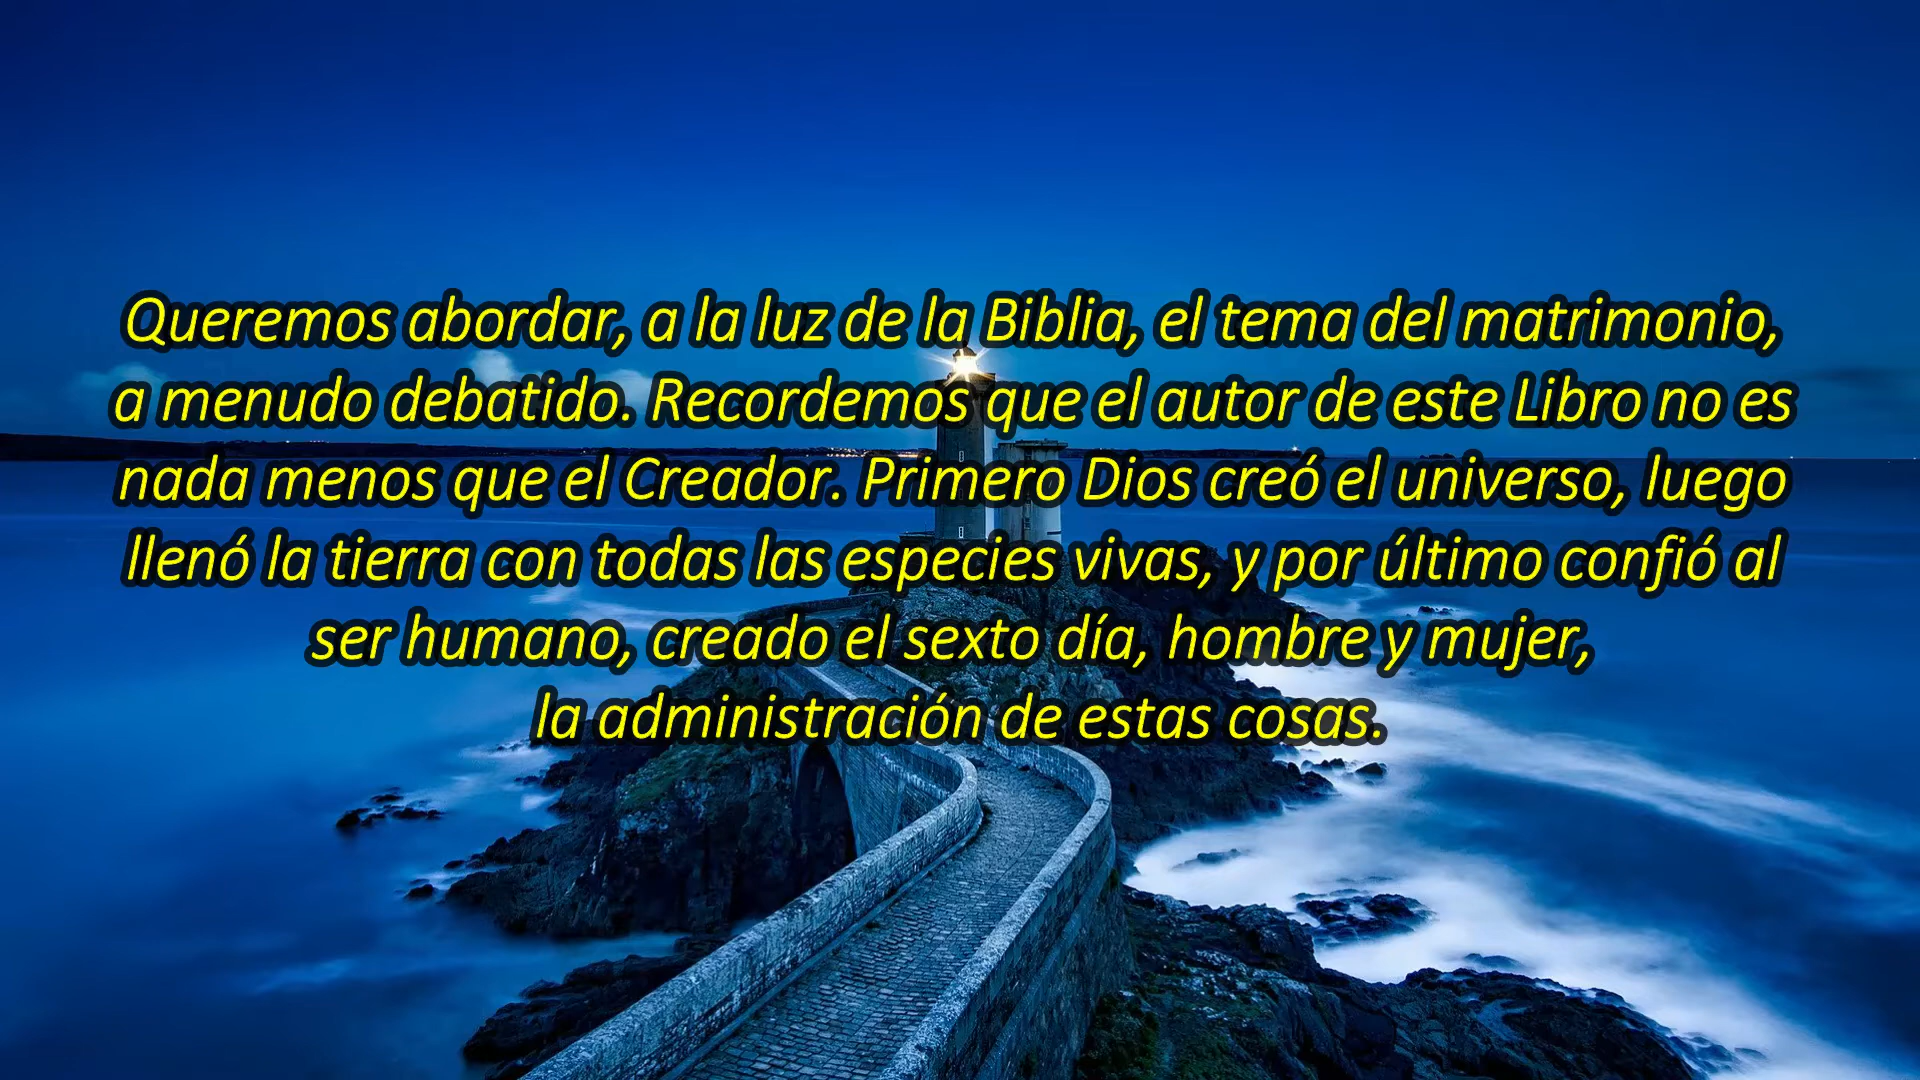 Queremos abordar, a la luz de la Biblia, el tema del matrimonio,
a menudo debatido. Recordemos que el autor de este Libro no es
nada menos que el Creador. Primero Dios creó el universo, luego
llenó la tierra con todas las especies vivas, y por último confió al
ser humano, creado el sexto día, hombre y mujer,
la administración de estas cosas.